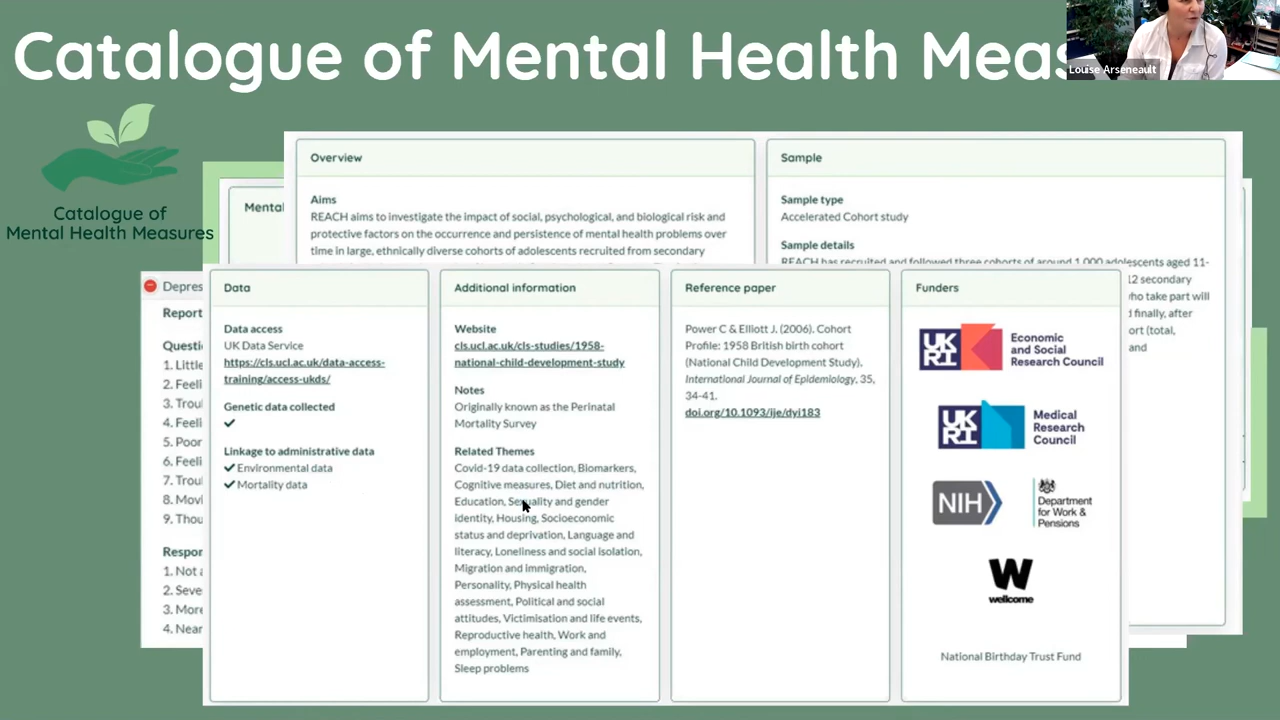 Catalogue of Mental Health Meas
Louise Arseneault
Catalogue of
Mental Health Measures
Mental
Overview
Aims
REACH aims to investigate the impact of social, psychological, and biological risk and
protective factors on the occurrence and persistence of mental health problems over
time in large, ethnically diverse cohorts of adolescents recruited from secondary
Sample
Sample type
Accelerated Cohort study
Sample details
REACH has recruited and followed three cohorts of around 1,000 adolescents aged 11-
12 secondary
ho take part will
finally, after
ort (total,
and
Depres
Report
Questi
1. Little
2. Feeli
3. Trou
4. Feeli
5. Poor
6. Feeli
7. Trou
8. Movi
9. Thou
Respor
1. Not
2. Seve
3. More
4. Near
Data
Data access
UK Data Service
https://cls.ucl.ac.uk/data-access-
training/access-ukds/
Genetic data collected
Linkage to administrative data
Environmental data
Mortality data
Additional information
Website
cls.ucl.ac.uk/cls-studies/1958-
national-child-development-study
Notes
Originally known as the Perinatal
Mortality Survey
Related Themes
Covid-19 data collection, Biomarkers,
Cognitive measures, Diet and nutrition,
Education, Sexuality and gender
identity, Housing, Socioeconomic
status and deprivation, Language and
literacy, Loneliness and social isolation,
Migration and immigration,
Personality, Physical health
assessment, Political and social
attitudes, Victimisation and life events,
Reproductive health, Work and
employment, Parenting and family,
Sleep problems
Reference paper
Power C & Elliott J. (2006). Cohort
Profile: 1958 British birth cohort
(National Child Development Study).
International Journal of Epidemiology, 35,
34-41.
doi.org/10.1093/ije/dyi183
Funders
UKRI
Economic
and Social
Research Council
UKRI
Medical
Research
Council
NIH
Department
for Work &
Pensions
W
wellcome
National Birthday Trust Fund